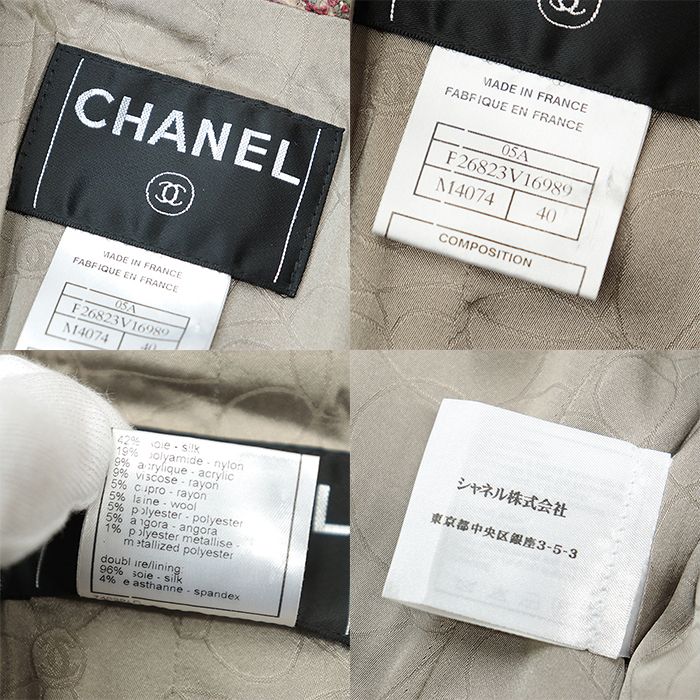 CHANEL
MADE IN FRANCE
FABFIQUE EN FRANCE
05A
F26823V16989
M4074 40
MADE IN FRANCE
FABFIQUE EN FRANCE
05A
F26823V16989
M4074 40
COMPOSITION
42% soie - silk
19% polyamide - nylon
9% acrylique - acrylic
9% viscose - rayon
5% cupro - rayon
5% laine - wool
5% polyester - polyester
5% angora - angora
1% polyester metallise -
metallized polyester
doublure/lining:
96% soie - silk
4% elasthanne - spandex
L
シャネル株式会社
東京都中央区銀座3-5-3